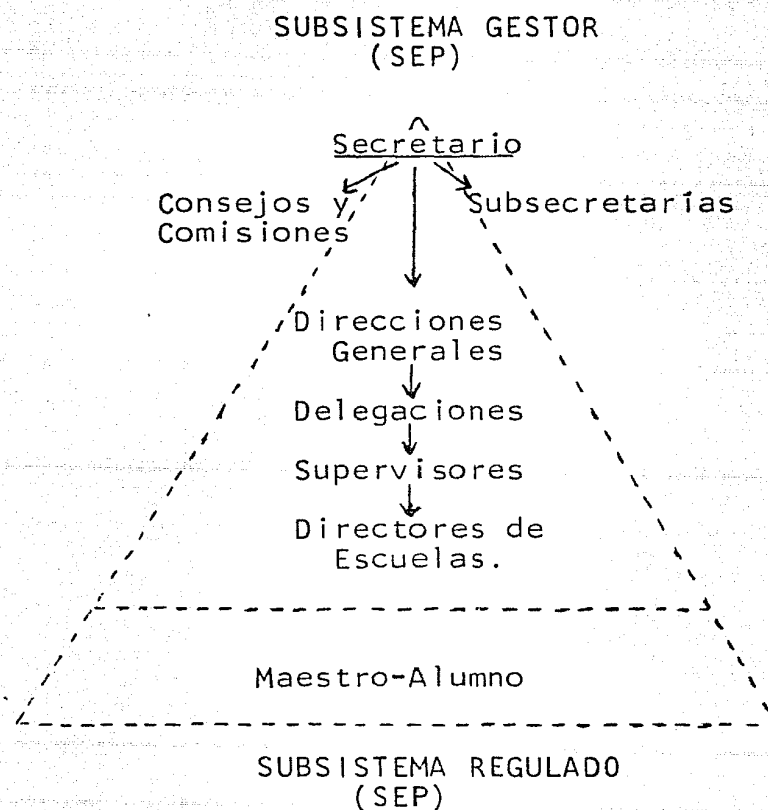 SUBSISTEMA GESTOR
(SEP)
Secretario
Consejos y
Comisiones
Subsecretarías
Direcciones
Generales
Delegaciones
Supervisores
Directores de
Escuelas.
Maestro-Alumno
SUBSISTEMA REGULADO
(SEP)